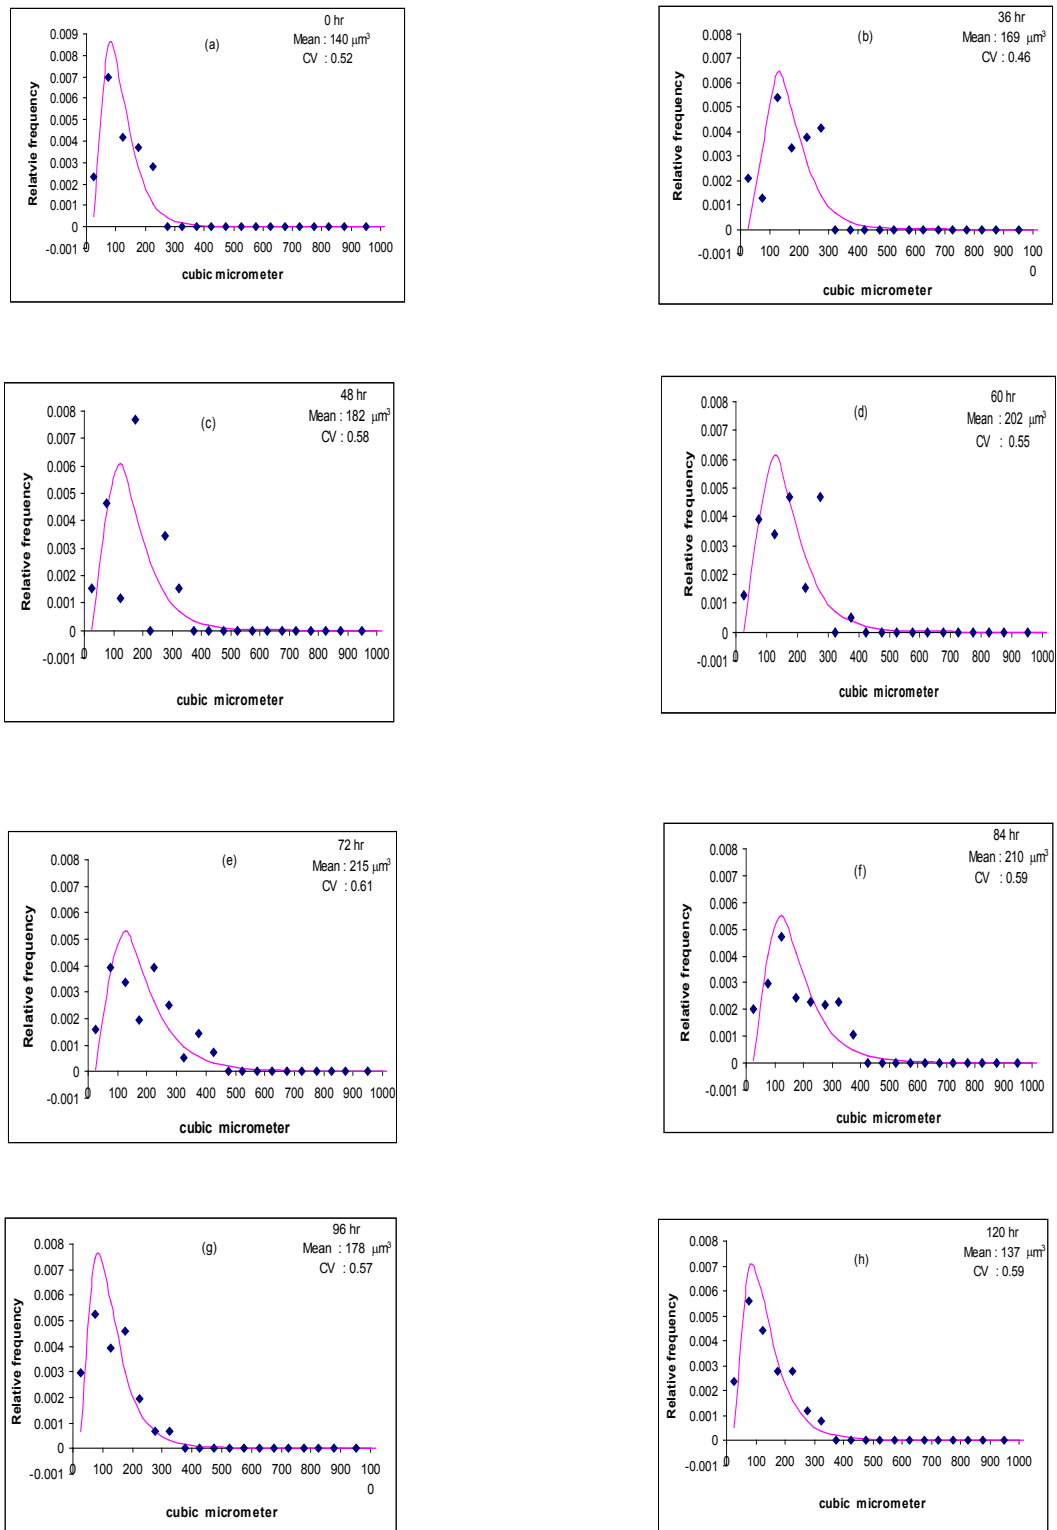 0 hr
(a)
Mean : 140 μm³
CV : 0.52
0.009
0.008
0.007
0.006
0.005
0.004
0.003
0.002
0.001
0
-0.001
0 100 200 300 400 500 600 700 800 900 1000
Relatvie frequency
cubic micrometer
36 hr
(b)
Mean : 169 μm³
CV : 0.46
0.008
0.007
0.006
0.005
0.004
0.003
0.002
0.001
0
-0.001
0 100 200 300 400 500 600 700 800 900 100
0
Relative frequency
cubic micrometer
48 hr
(c)
Mean : 182 μm³
CV : 0.58
0.008
0.007
0.006
0.005
0.004
0.003
0.002
0.001
0
-0.001
0 100 200 300 400 500 600 700 800 900 1000
Relative frequency
cubic micrometer
60 hr
(d)
Mean : 202 μm³
CV : 0.55
0.008
0.007
0.006
0.005
0.004
0.003
0.002
0.001
0
-0.001
0 100 200 300 400 500 600 700 800 900 1000
Relative frequency
cubic micrometer
72 hr
(e)
Mean : 215 μm³
CV : 0.61
0.008
0.007
0.006
0.005
0.004
0.003
0.002
0.001
0
-0.001
0 100 200 300 400 500 600 700 800 900 1000
Relative frequency
cubic micrometer
84 hr
(f)
Mean : 210 μm³
CV : 0.59
0.008
0.007
0.006
0.005
0.004
0.003
0.002
0.001
0
-0.001
0 100 200 300 400 500 600 700 800 900 1000
Relative frequency
cubic micrometer
96 hr
(g)
Mean : 178 μm³
CV : 0.57
0.008
0.007
0.006
0.005
0.004
0.003
0.002
0.001
0
-0.001
0 100 200 300 400 500 600 700 800 900 100
0
Relative frequency
cubic micrometer
120 hr
(h)
Mean : 137 μm³
CV : 0.59
0.008
0.007
0.006
0.005
0.004
0.003
0.002
0.001
0
-0.001
0 100 200 300 400 500 600 700 800 900 1000
Relative frequency
cubic micrometer